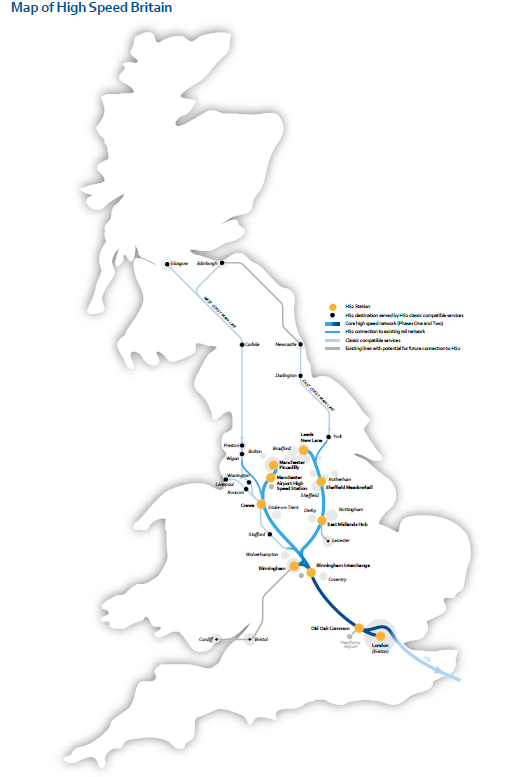 Map of High Speed Britain
Glasgow
Edinburgh
WEST COAST MAIN LINE
HS2 Station
HS2 destination served by HS2 classic compatible services
Core high speed network (Phases One and Two)
HS2 connection to existing rail network
Classic compatible services
Existing lines with potential for future connection to HS2
Carlisle
Newcastle
Darlington
EAST COAST MAIN LINE
Leeds
New Lane
York
Preston
Bolton
Bradford
Wigan
Manchester
Piccadilly
Warrington
Liverpool
Runcorn
Manchester
Airport High
Speed Station
Rotherham
Sheffield Meadowhall
Sheffield
Crewe
Stoke-on-Trent
Derby
Nottingham
East Midlands Hub
Stafford
Leicester
Wolverhampton
Birmingham
Birmingham Interchange
Coventry
Old Oak Common
Heathrow
Airport
London
(Euston)
Cardiff
Bristol